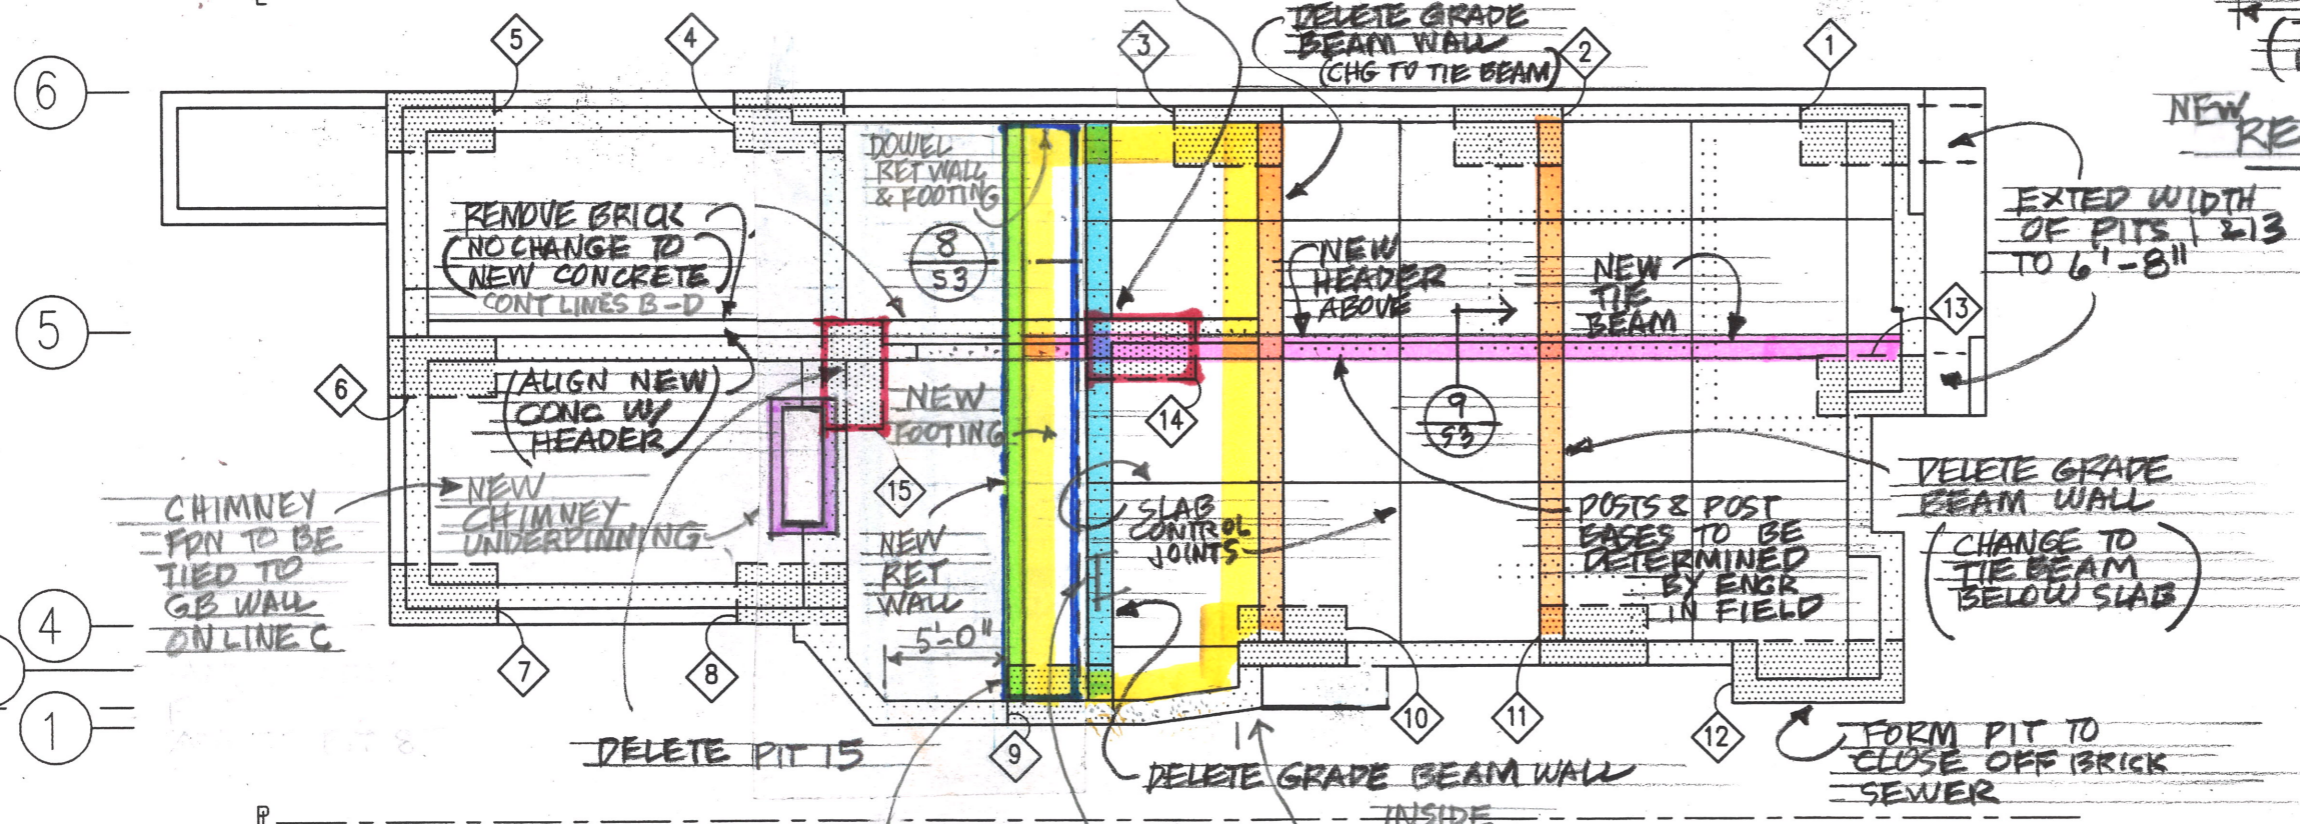 DELETE GRADE
BEAM WALL
(CHG TO TIE BEAM)
5
4
3
2
1
6
NEW
DOWEL
RET WALL
& FOOTING
8
S3
REMOVE BRICK
(NO CHANGE TO
NEW CONCRETE)
CONT LINES B-D
NEW
HEADER
ABOVE
NEW
TIE
BEAM
EXTED WIDTH
OF PITS 1 & 13
TO 6'-8"
5
13
6
(ALIGN NEW
CONC W/
HEADER)
NEW
FOOTING
14
9
S3
15
CHIMNEY
FDN TO BE
TIED TO
GB WALL
ON LINE C
NEW
CHIMNEY
UNDERPINNING
NEW
RET
WALL
5'-0"
SLAB
CONTROL
JOINTS
POSTS & POST
BASES TO BE
DETERMINED
BY ENGR
IN FIELD
DELETE GRADE
BEAM WALL
(CHANGE TO
TIE BEAM
BELOW SLAB)
4
7
8
10
11
12
1
9
DELETE PIT 15
DELETE GRADE BEAM WALL
INSIDE
FORM PIT TO
CLOSE OFF BRICK
SEWER